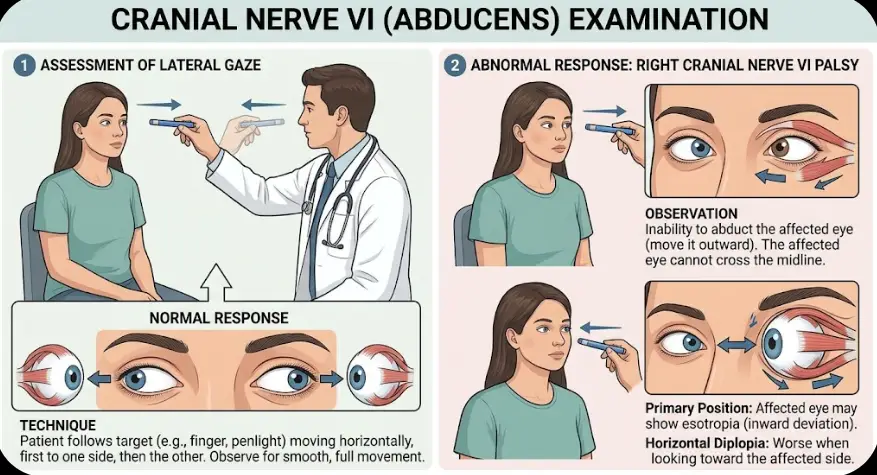 CRANIAL NERVE VI (ABDUCENS) EXAMINATION
1 ASSESSMENT OF LATERAL GAZE
NORMAL RESPONSE
TECHNIQUE
Patient follows target (e.g., finger, penlight) moving horizontally,
first to one side, then the other. Observe for smooth, full movement.
2 ABNORMAL RESPONSE: RIGHT CRANIAL NERVE VI PALSY
OBSERVATION
Inability to abduct the affected eye
(move it outward). The affected
eye cannot cross the midline.
Primary Position: Affected eye may
show esotropia (inward deviation).
Horizontal Diplopia: Worse when
looking toward the affected side.